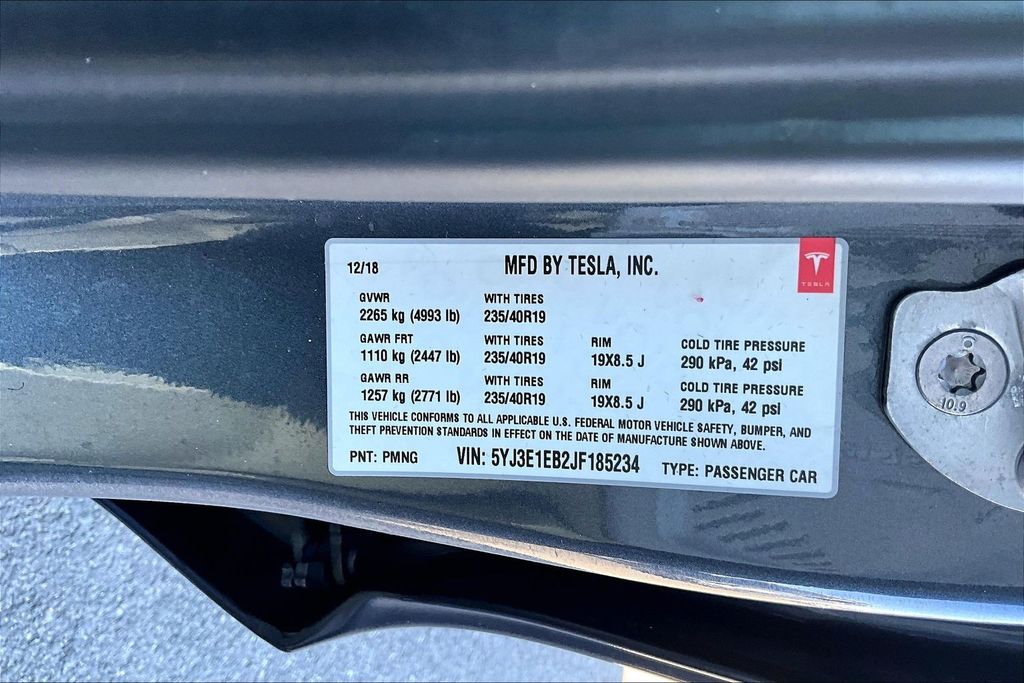 12/18
MFD BY TESLA, INC.
TESLA
GVWR WITH TIRES
2265 kg (4993 lb) 235/40R19
GAWR FRT WITH TIRES RIM COLD TIRE PRESSURE
1110 kg (2447 lb) 235/40R19 19X8.5 J 290 kPa, 42 psi
GAWR RR WITH TIRES RIM COLD TIRE PRESSURE
1257 kg (2771 lb) 235/40R19 19X8.5 J 290 kPa, 42 psi
THIS VEHICLE CONFORMS TO ALL APPLICABLE U.S. FEDERAL MOTOR VEHICLE SAFETY, BUMPER, AND
THEFT PREVENTION STANDARDS IN EFFECT ON THE DATE OF MANUFACTURE SHOWN ABOVE.
PNT: PMNG VIN: 5YJ3E1EB2JF185234 TYPE: PASSENGER CAR
10.9